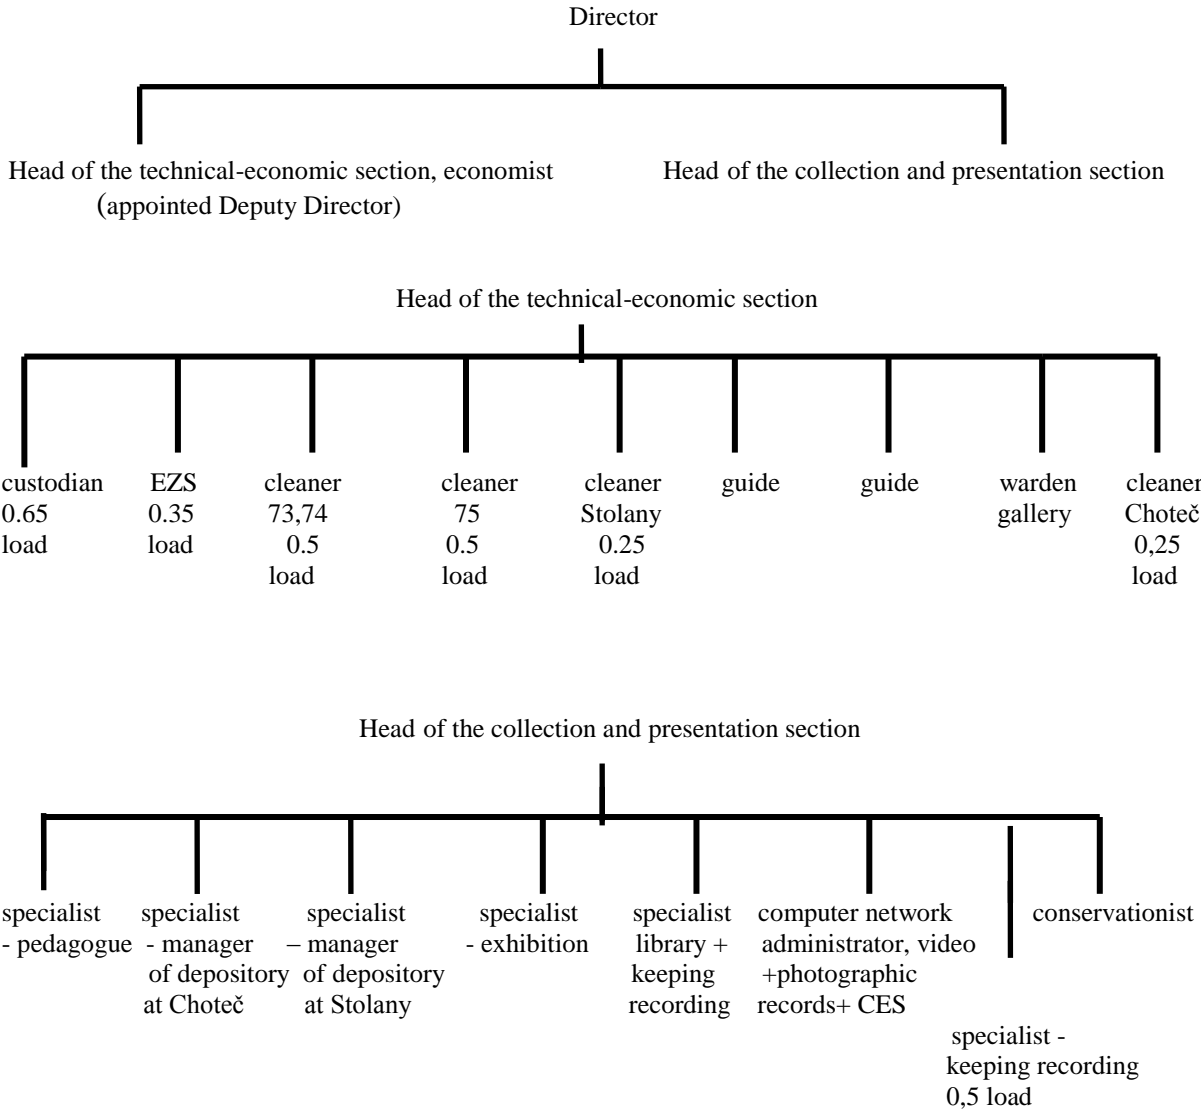 Director
Head of the technical-economic section, economist
(appointed Deputy Director)
Head of the collection and presentation section
Head of the technical-economic section
custodian
0.65
load
EZS
0.35
load
cleaner
73,74
0.5
load
cleaner
75
0.5
load
cleaner
Stolany
0.25
load
guide
guide
warden
gallery
cleaner
Choteč
0,25
load
Head of the collection and presentation section
specialist
- pedagogue
specialist
- manager
of depository
at Choteč
specialist
– manager
of depository
at Stolany
specialist
- exhibition
specialist
library +
keeping
recording
computer network
administrator, video
+photographic
records+ CES
specialist -
keeping recording
0,5 load
conservationist